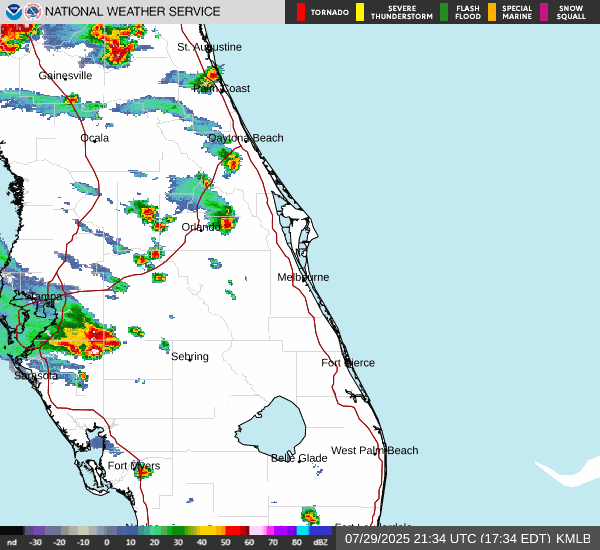 NATIONAL WEATHER SERVICE
TORNADO
SEVERE THUNDERSTORM
FLASH FLOOD
SPECIAL MARINE
SNOW SQUALL
St. Augustine
Gainesville
Palm Coast
Ocala
Daytona Beach
Orlando
Melbourne
Tampa
Sebring
Fort Pierce
Sarasota
West Palm Beach
Belle Glade
Fort Myers
nd -30 -20 -10 0 10 20 30 40 50 60 70 80 dBZ
07/29/2025 21:34 UTC (17:34 EDT) KMLB